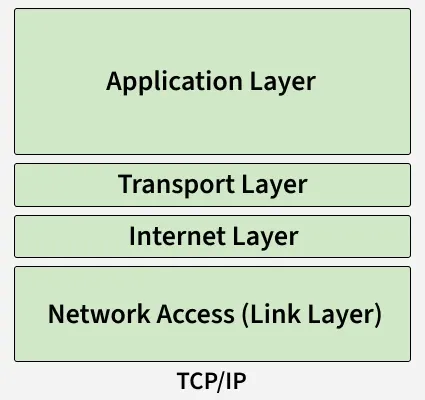 Application Layer
Transport Layer
Internet Layer
Network Access (Link Layer)
TCP/IP